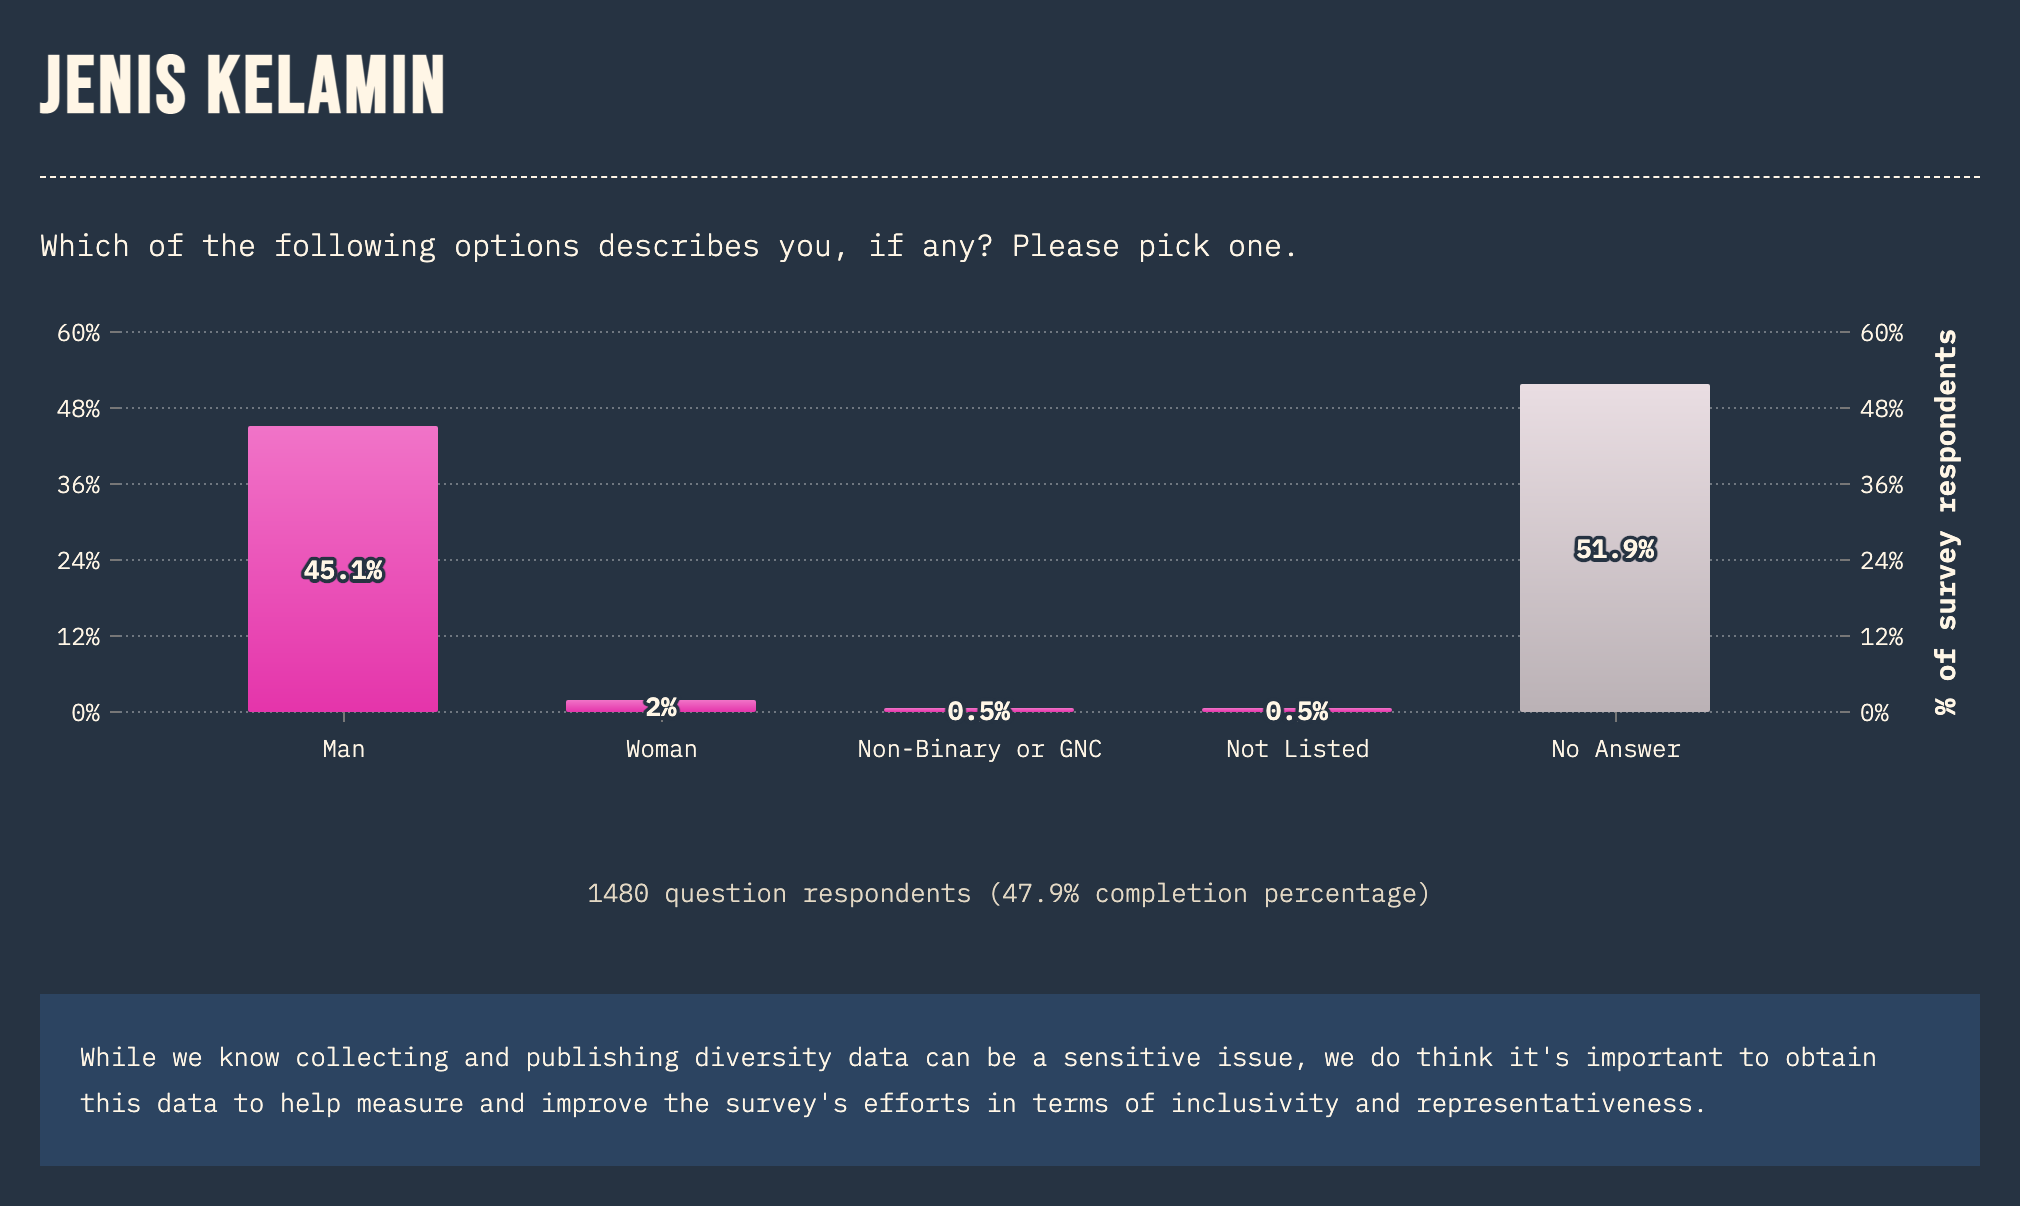 JENIS KELAMIN
Which of the following options describes you, if any? Please pick one.
60%
48%
36%
24%
12%
0%
45.1%
2%
0.5%
0.5%
51.9%
60%
48%
36%
24%
12%
0%
% of survey respondents
Man
Woman
Non-Binary or GNC
Not Listed
No Answer
1480 question respondents (47.9% completion percentage)
While we know collecting and publishing diversity data can be a sensitive issue, we do think it's important to obtain
this data to help measure and improve the survey's efforts in terms of inclusivity and representativeness.